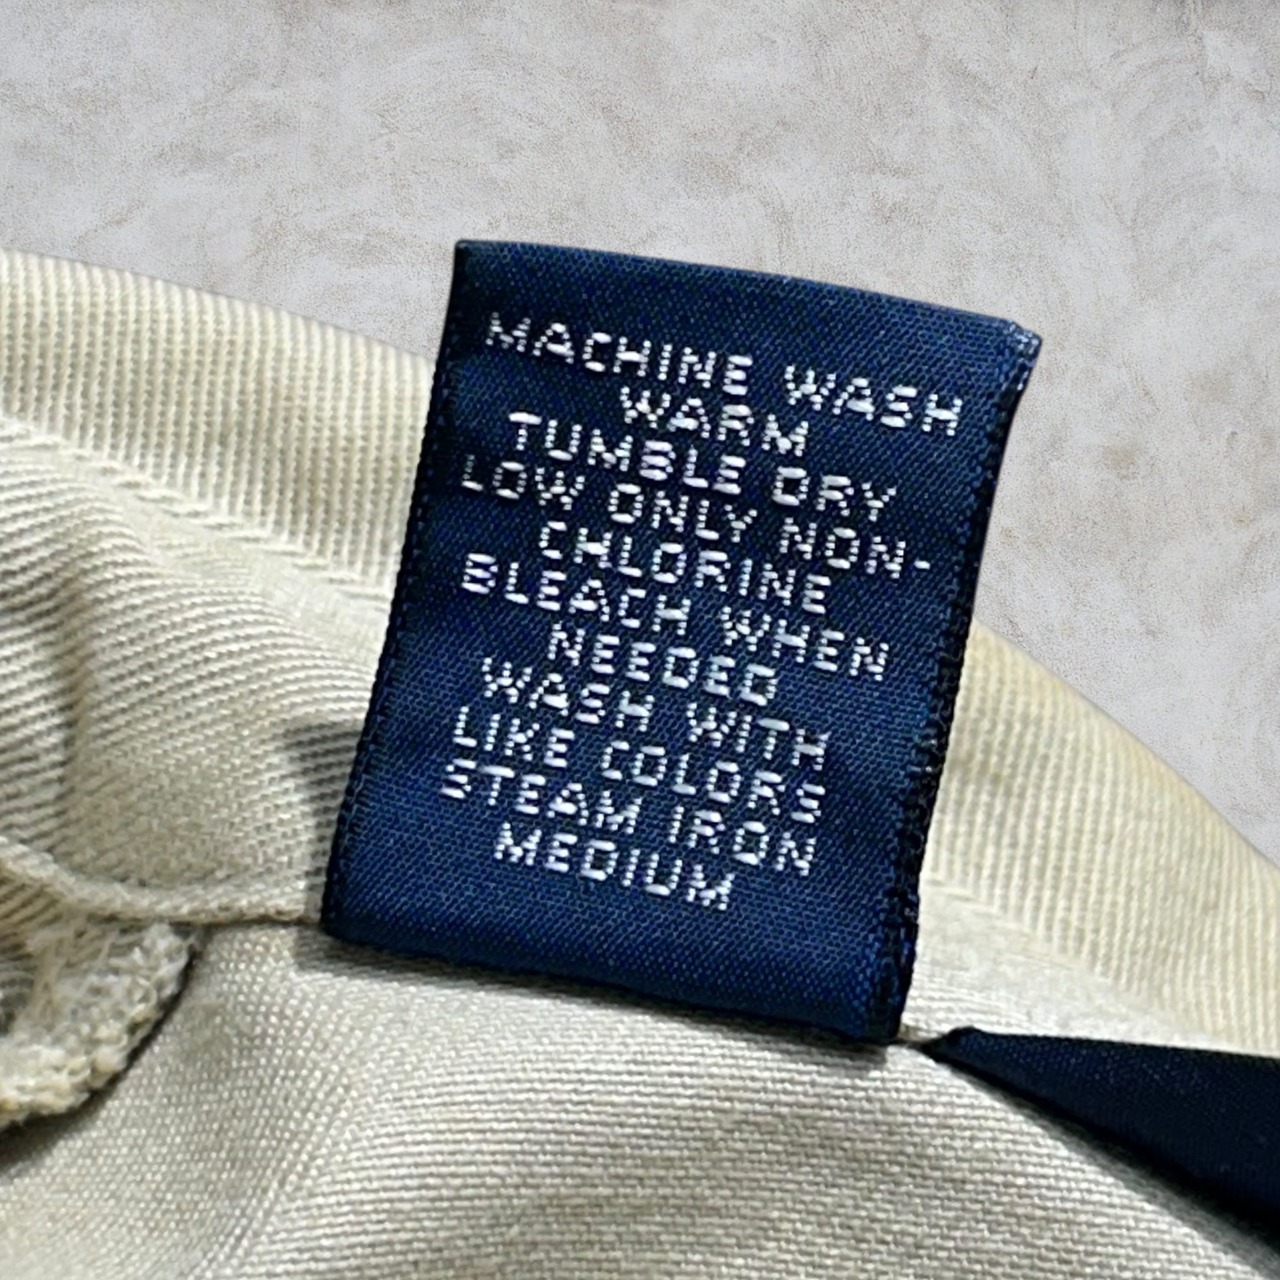 MACHINE WASH
WARM
TUMBLE DRY
LOW ONLY NON-
CHLORINE
BLEACH WHEN
NEEDED
WASH WITH
LIKE COLORS
STEAM IRON
MEDIUM